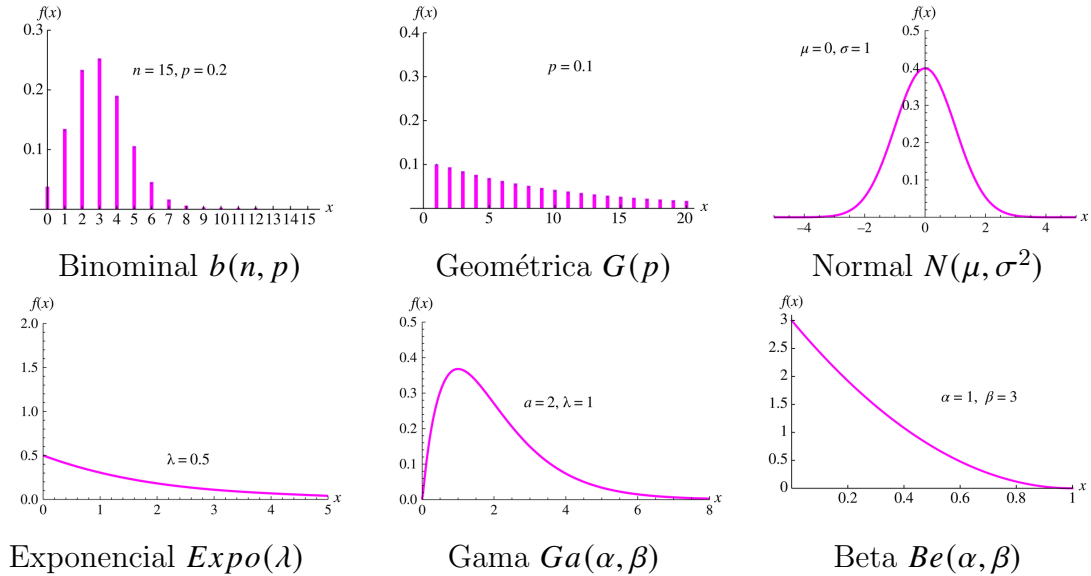 f(x)
0.3
0.2
0.1
n = 15, p = 0.2
0 1 2 3 4 5 6 7 8 9 10 11 12 13 14 15 x
Binominal b(n, p)
f(x)
0.4
0.3
0.2
0.1
p = 0.1
0 5 10 15 20 x
Geométrica G(p)
f(x)
0.5
0.4
0.3
0.2
0.1
μ = 0, σ = 1
−4 −2 0 2 4 x
Normal N(μ, σ²)
f(x)
2.0
1.5
1.0
0.5
0.0
λ = 0.5
0 1 2 3 4 5 x
Exponencial Expo(λ)
f(x)
0.5
0.4
0.3
0.2
0.1
0.0
a = 2, λ = 1
0 2 4 6 8 x
Gama Ga(α, β)
f(x)
3
2.5
2
1.5
1
0.5
0
α = 1, β = 3
0.2 0.4 0.6 0.8 1 x
Beta Be(α, β)